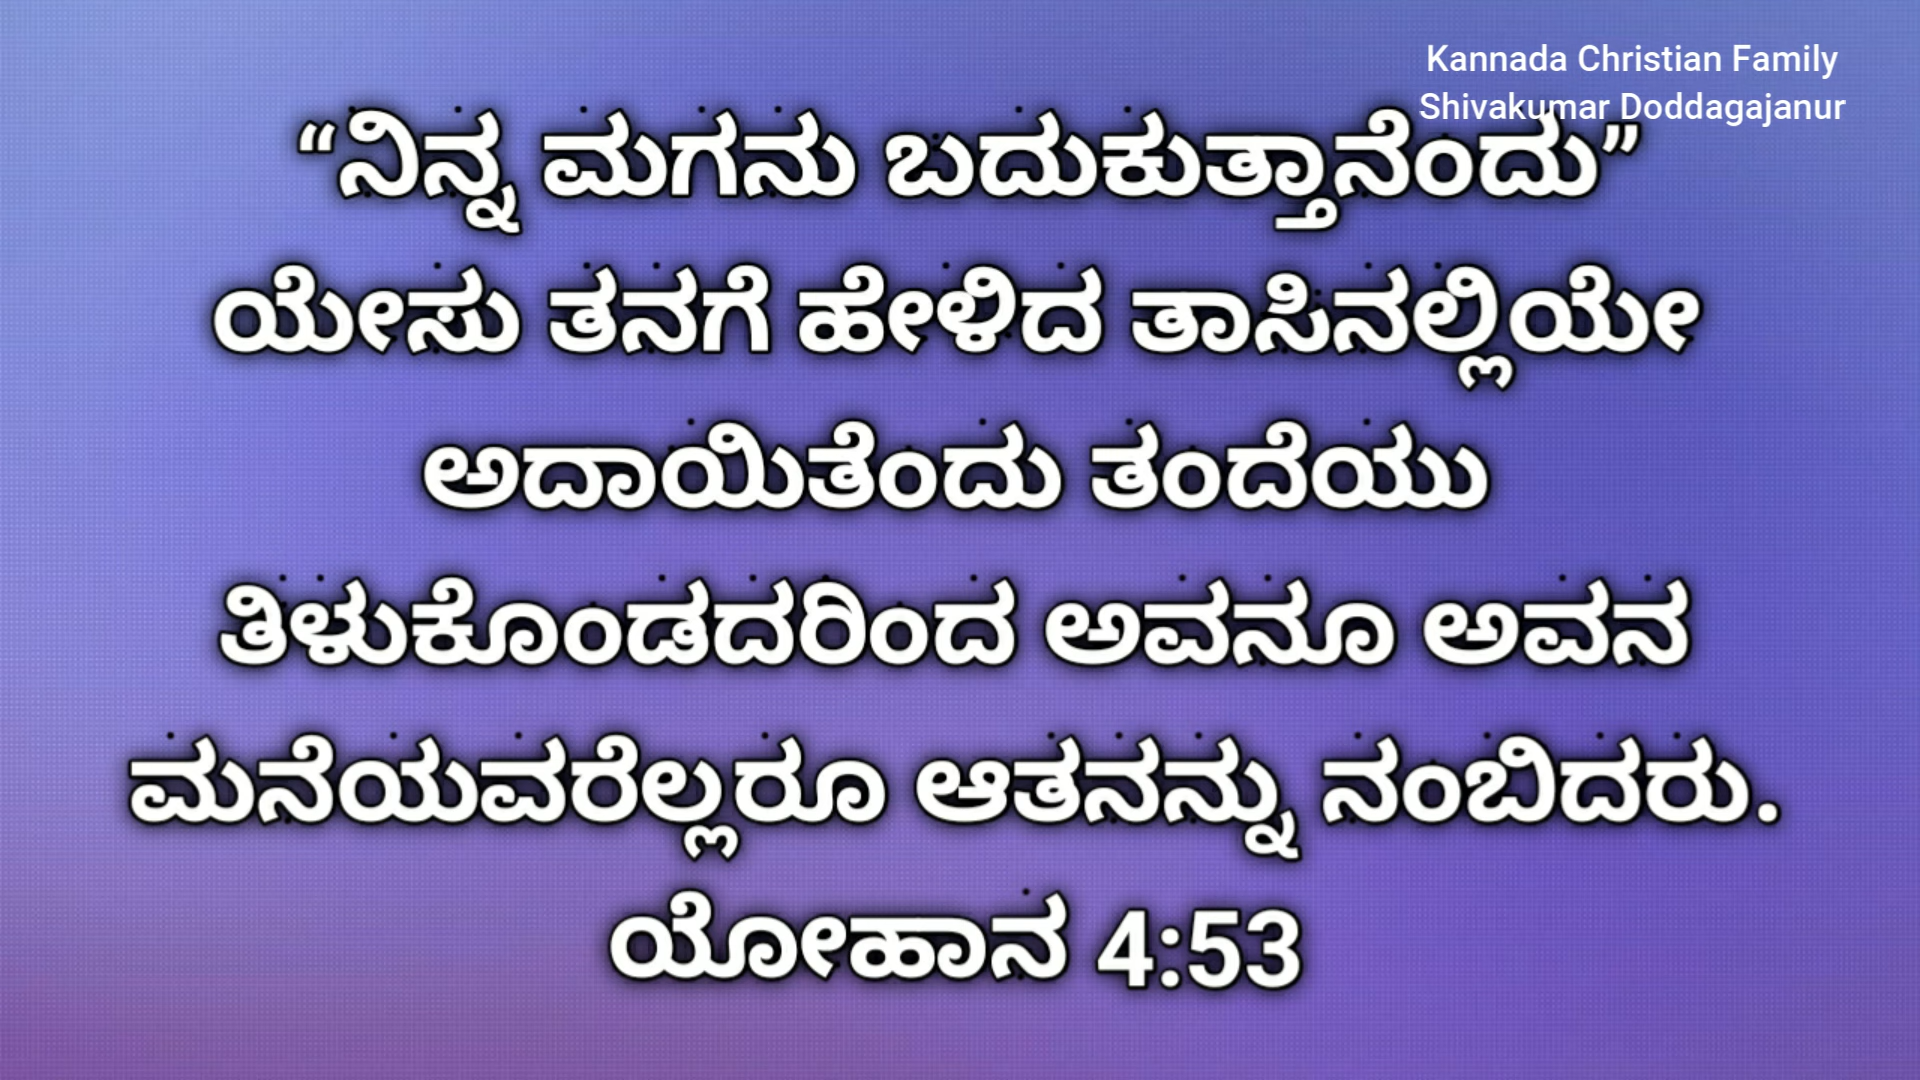 Kannada Christian Family
Shivakumar Doddagajanur
“ನಿನ್ನ ಮಗನು ಬದುಕುತ್ತಾನೆಂದು”
ಯೇಸು ತನಗೆ ಹೇಳಿದ ತಾಸಿನಲ್ಲಿಯೇ
ಅದಾಯಿತೆಂದು ತಂದೆಯು
ತಿಳುಕೊಂಡದರಿಂದ ಅವನೂ ಅವನ
ಮನೆಯವರೆಲ್ಲರೂ ಆತನನ್ನು ನಂಬಿದರು.
ಯೋಹಾನ 4:53